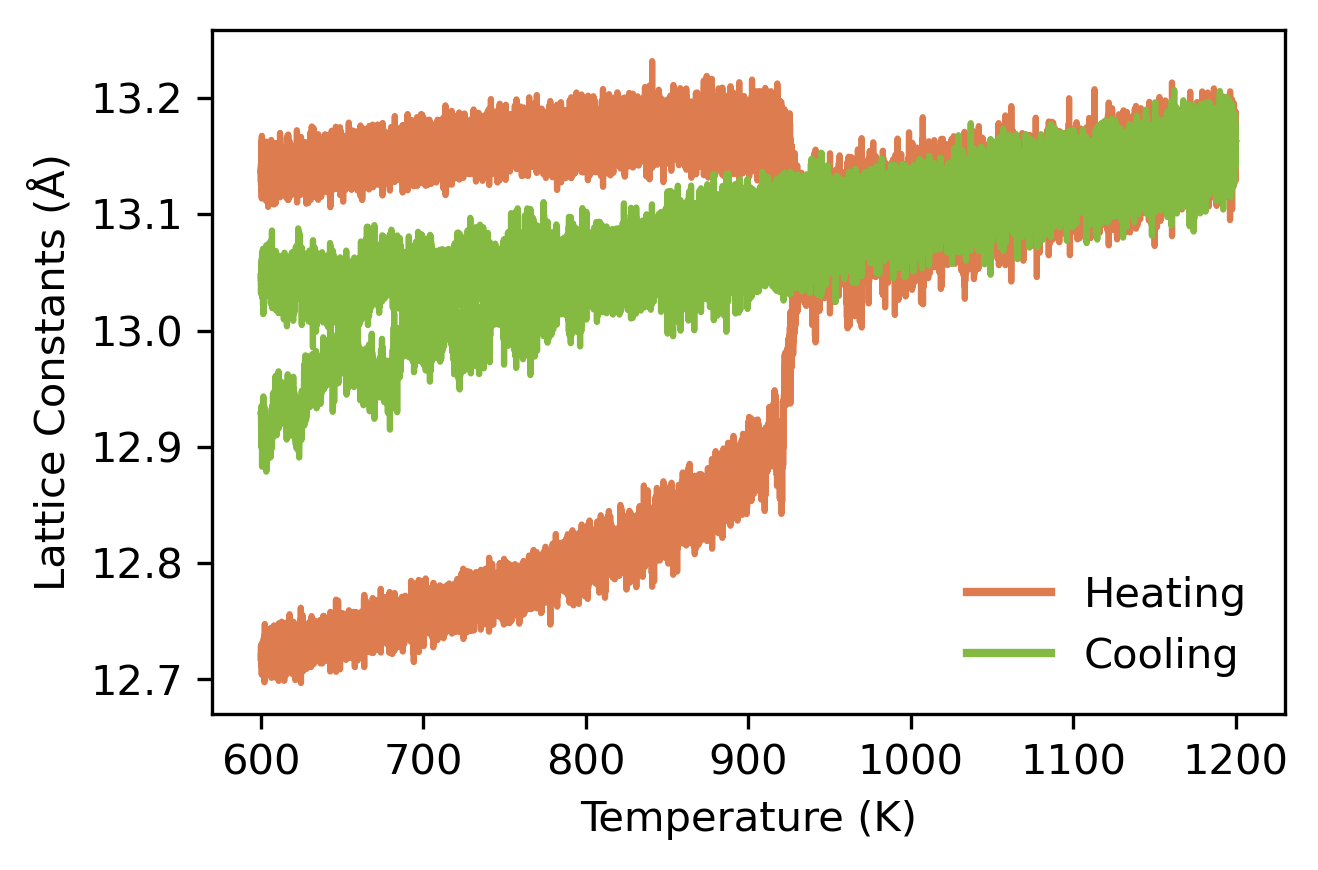 Lattice Constants (Å)
13.2
13.1
13.0
12.9
12.8
12.7
Heating
Cooling
600 700 800 900 1000 1100 1200
Temperature (K)